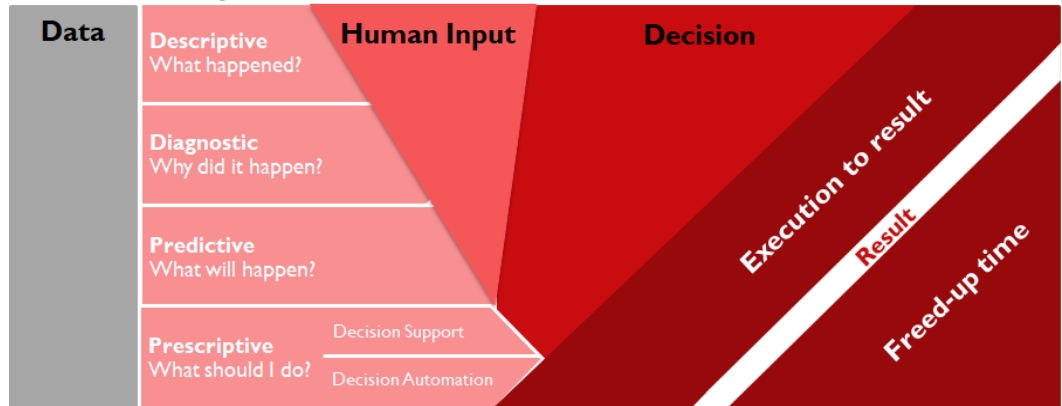 Data
Human Input
Decision
Descriptive
What happened?
Diagnostic
Why did it happen?
Predictive
What will happen?
Prescriptive
What should I do?
Decision Support
Decision Automation
Execution to result
Result
Freed-up time